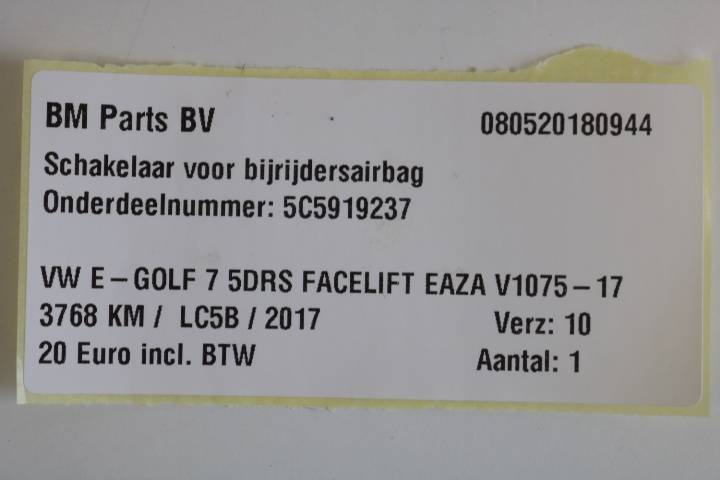 BM Parts BV 080520180944
Schakelaar voor bijrijdersairbag
Onderdeelnummer: 5C5919237
VW E-GOLF 7 5DRS FACELIFT EAZA V1075-17
3768 KM / LC5B / 2017 Verz: 10
20 Euro incl. BTW Aantal: 1